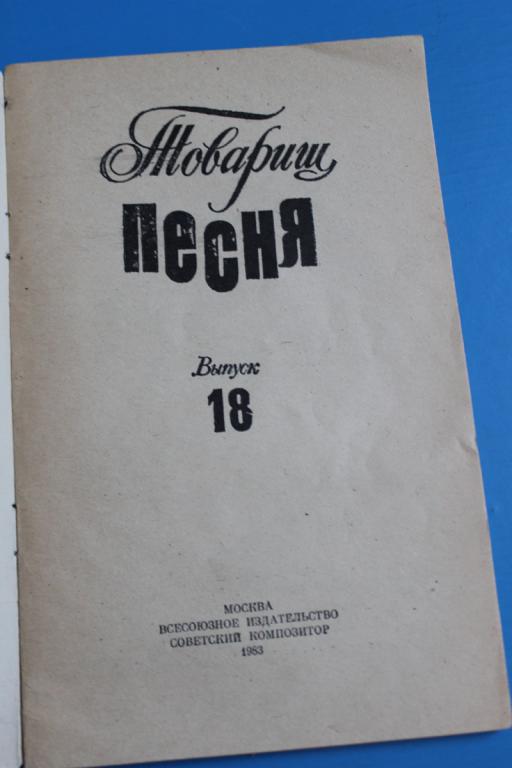 Товарищ
песня
Выпуск
18
МОСКВА
ВСЕСОЮЗНОЕ ИЗДАТЕЛЬСТВО
СОВЕТСКИЙ КОМПОЗИТОР
1983